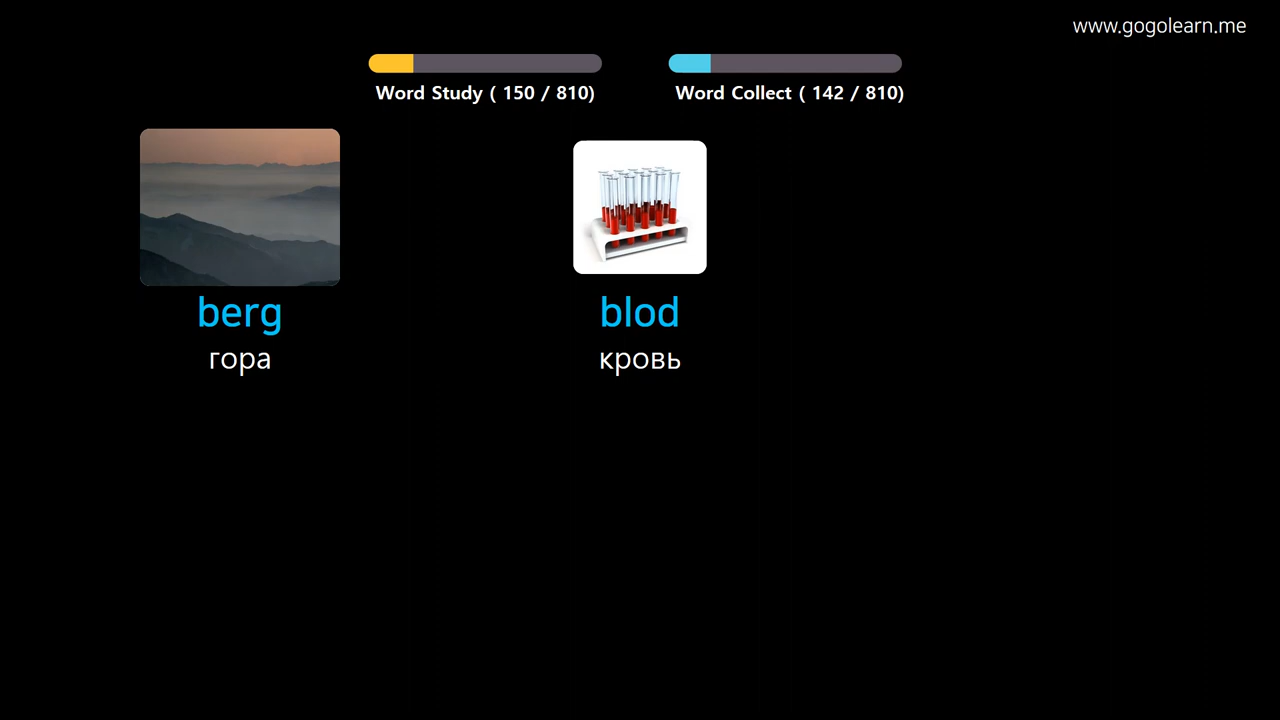 www.gogolearn.me
Word Study ( 150 / 810)
Word Collect ( 142 / 810)
berg
blod
гора
кровь